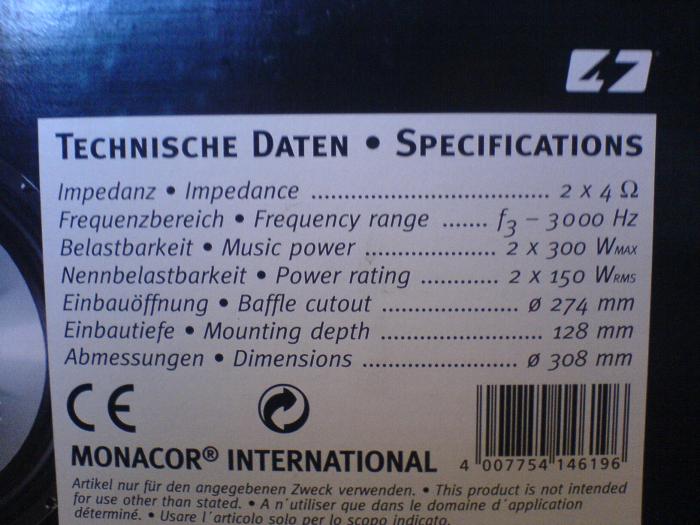 TECHNISCHE DATEN • SPECIFICATIONS
Impedanz • Impedance .................................. 2 x 4 Ω
Frequenzbereich • Frequency range ....... f3 – 3000 Hz
Belastbarkeit • Music power ................... 2 x 300 WMAX
Nennbelastbarkeit • Power rating ............ 2 x 150 WRMS
Einbauöffnung • Baffle cutout .................... ø 274 mm
Einbautiefe • Mounting depth ....................... 128 mm
Abmessungen • Dimensions ...................... ø 308 mm
CE
MONACOR® INTERNATIONAL
4 007754 146196
Artikel nur für den angegebenen Zweck verwenden. • This product is not intended
for use other than stated. • A n´utiliser que dans le domaine d´application
déterminé. • Usare l´articolo solo per lo scopo indicato.